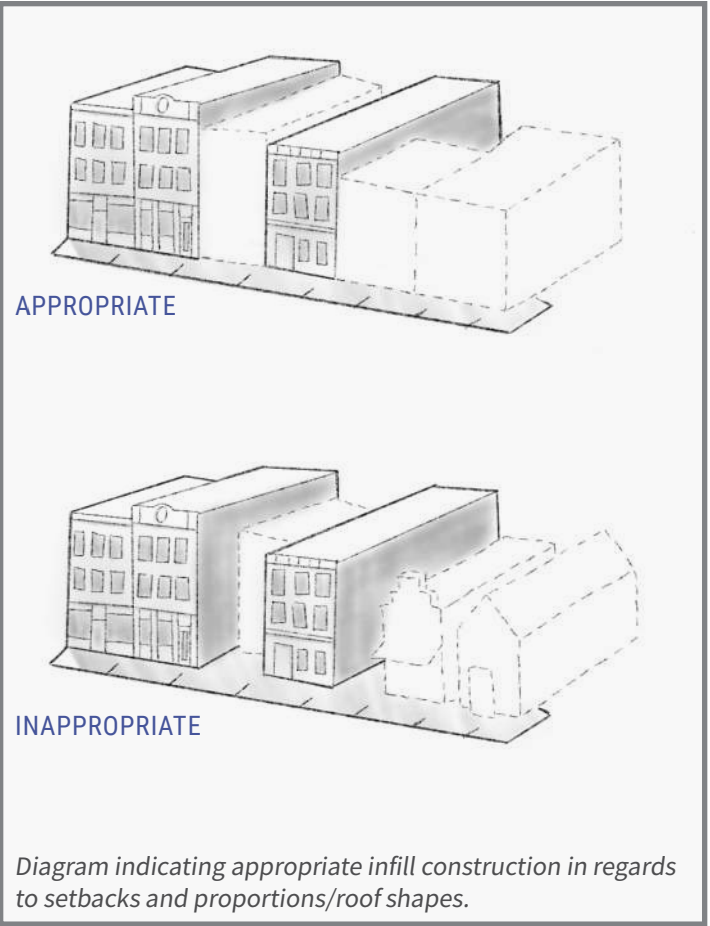 APPROPRIATE
INAPPROPRIATE
Diagram indicating appropriate infill construction in regards
to setbacks and proportions/roof shapes.